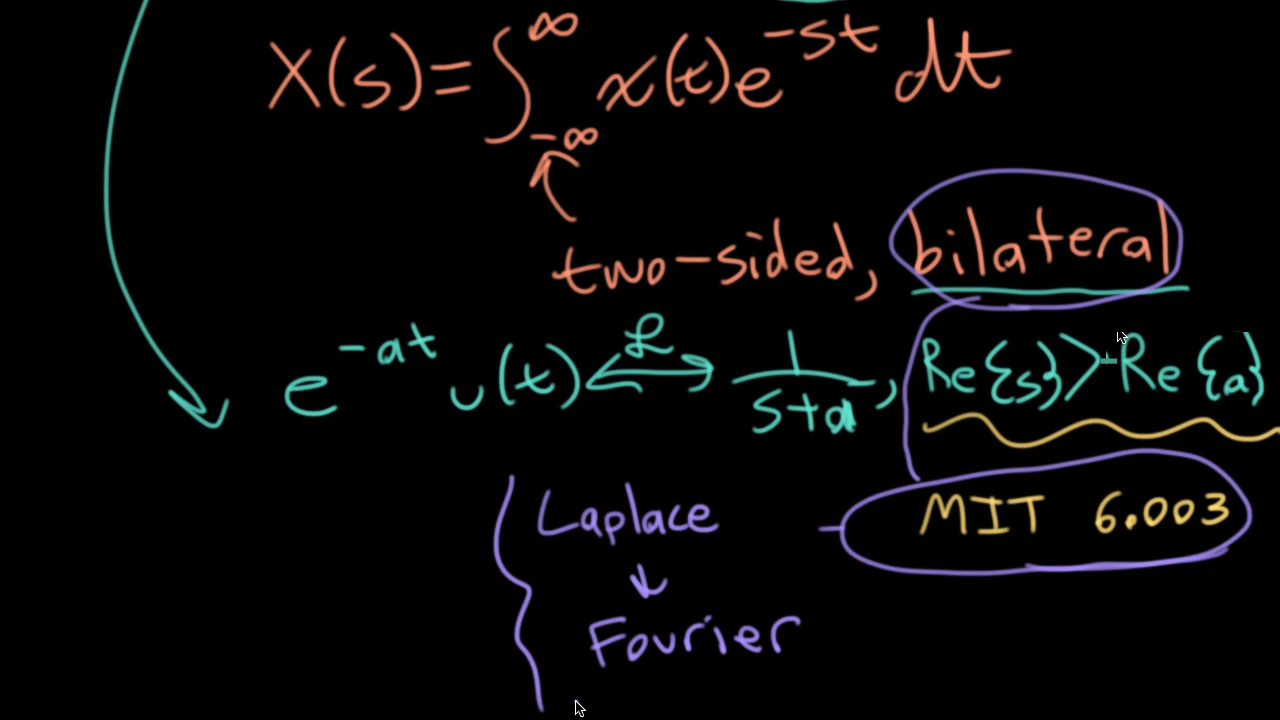 X(s) = ∫_{-∞}^{∞} x(t)e^{-st} dt
two-sided, bilateral
e^{-at} u(t) ⟷^{ℒ} 1/(s+a), Re{s} > -Re{a}
Laplace - MIT 6.003
↓
Fourier